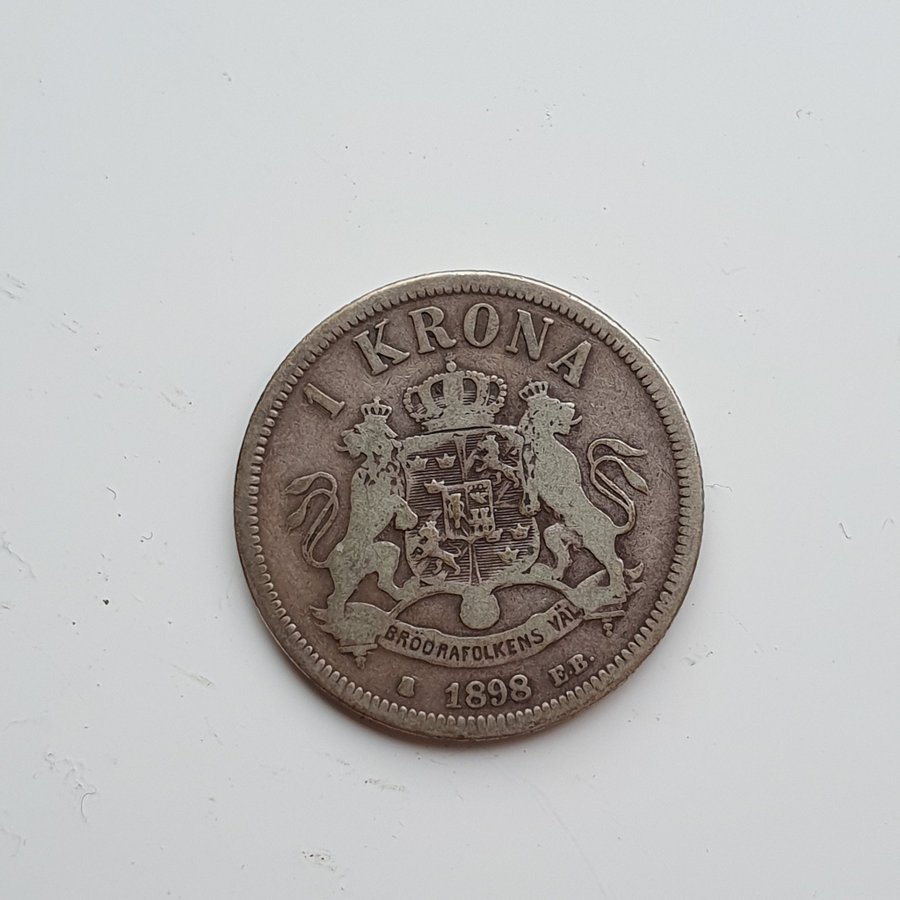 1 KRONA
BRÖDRAFOLKENS VÄL
1898 E.B.